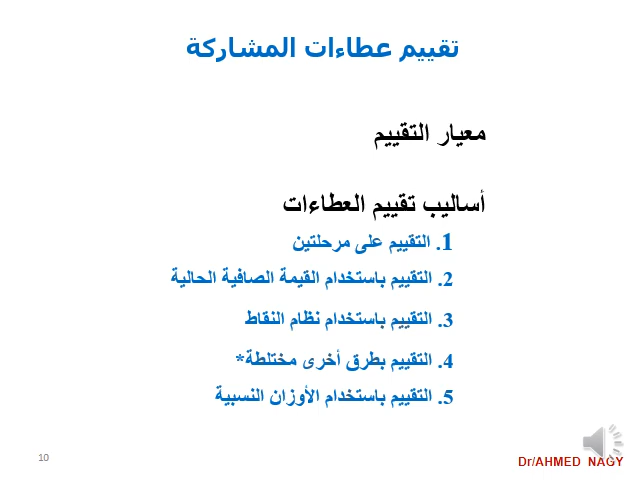 تقييم عطاءات المشاركة
معيار التقييم
أساليب تقييم العطاءات
1. التقييم على مرحلتين
2. التقييم باستخدام القيمة الصافية الحالية
3. التقييم باستخدام نظام النقاط
4. التقييم بطرق أخرى مختلطة*
5. التقييم باستخدام الأوزان النسبية
10
Dr/AHMED NAGY